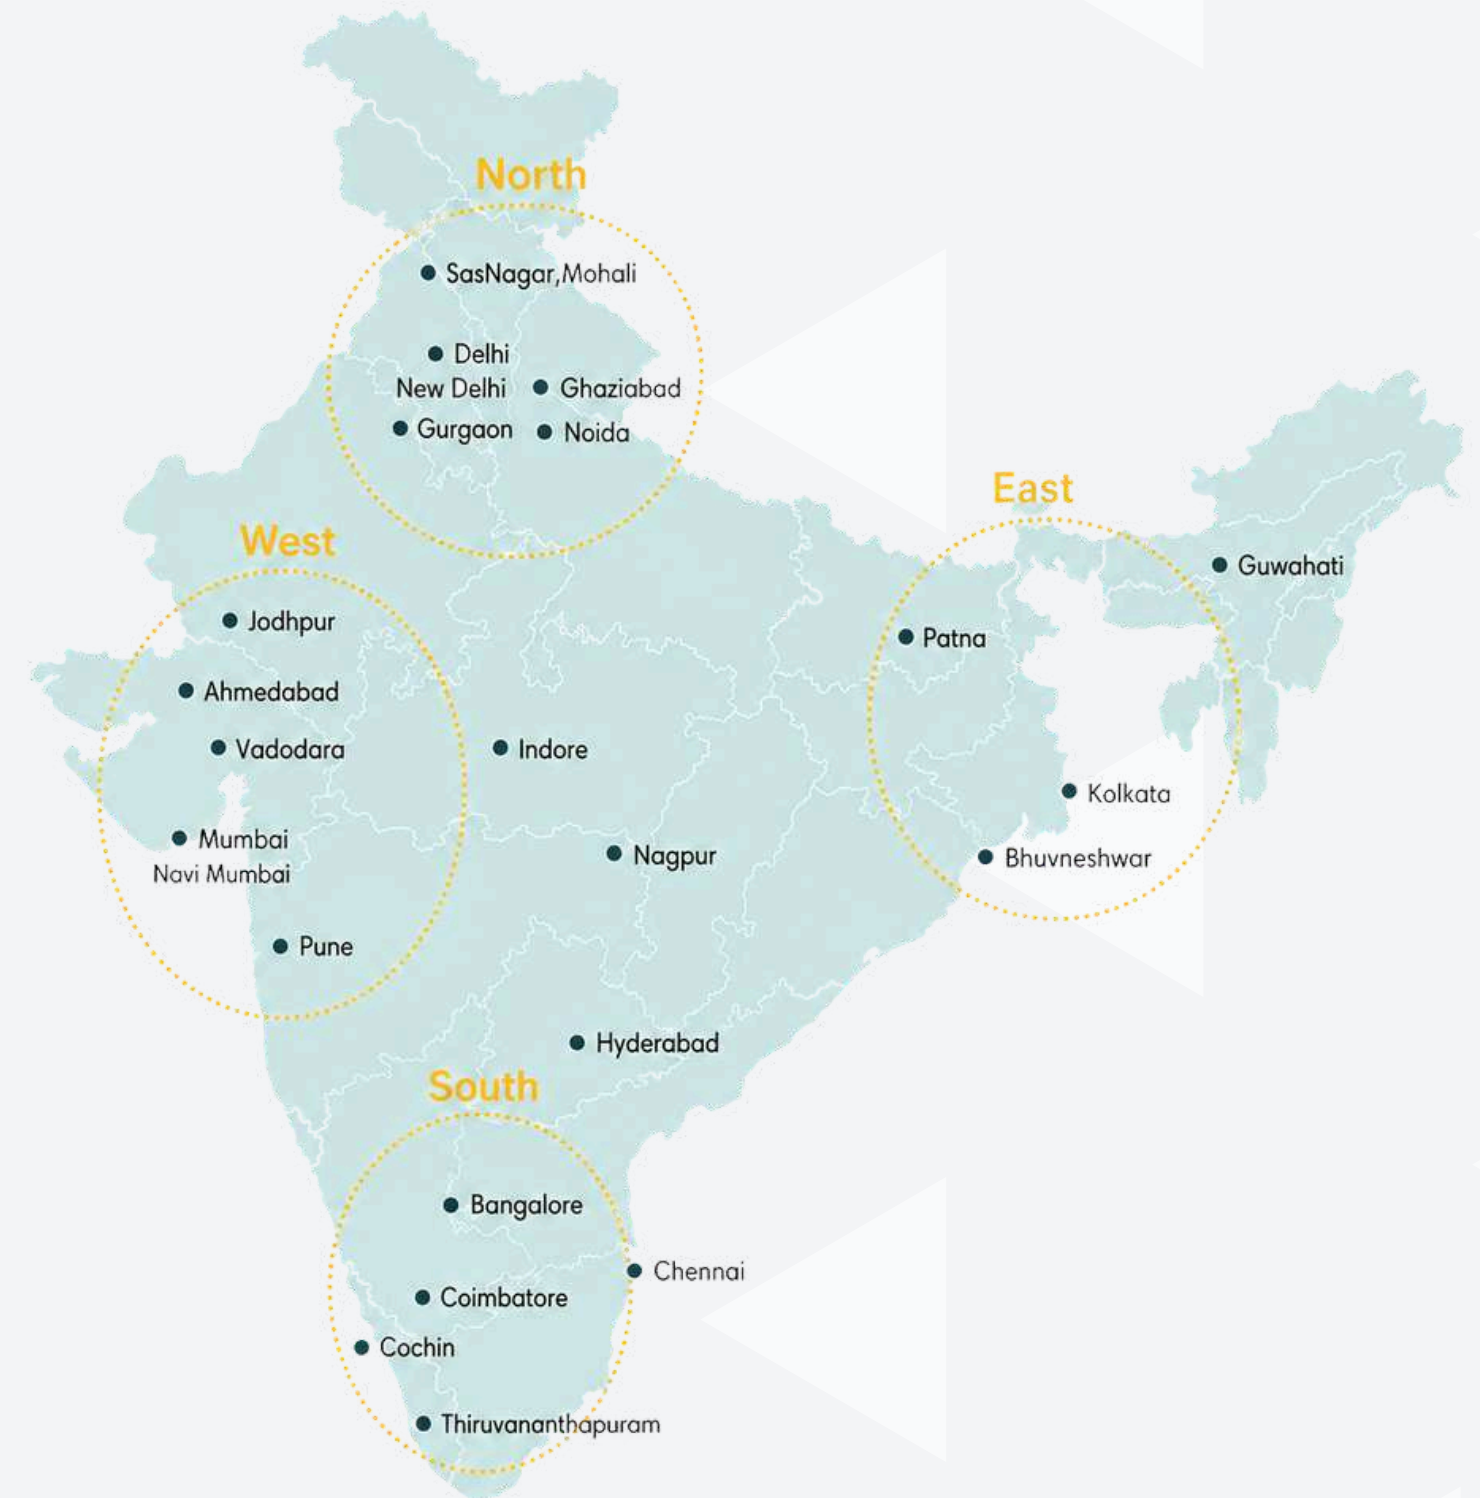 North
SasNagar,Mohali
Delhi
New Delhi
Ghaziabad
Gurgaon
Noida
East
West
Guwahati
Jodhpur
Patna
Ahmedabad
Vadodara
Indore
Kolkata
Mumbai
Navi Mumbai
Nagpur
Bhuvneshwar
Pune
Hyderabad
South
Bangalore
Chennai
Coimbatore
Cochin
Thiruvananthapuram